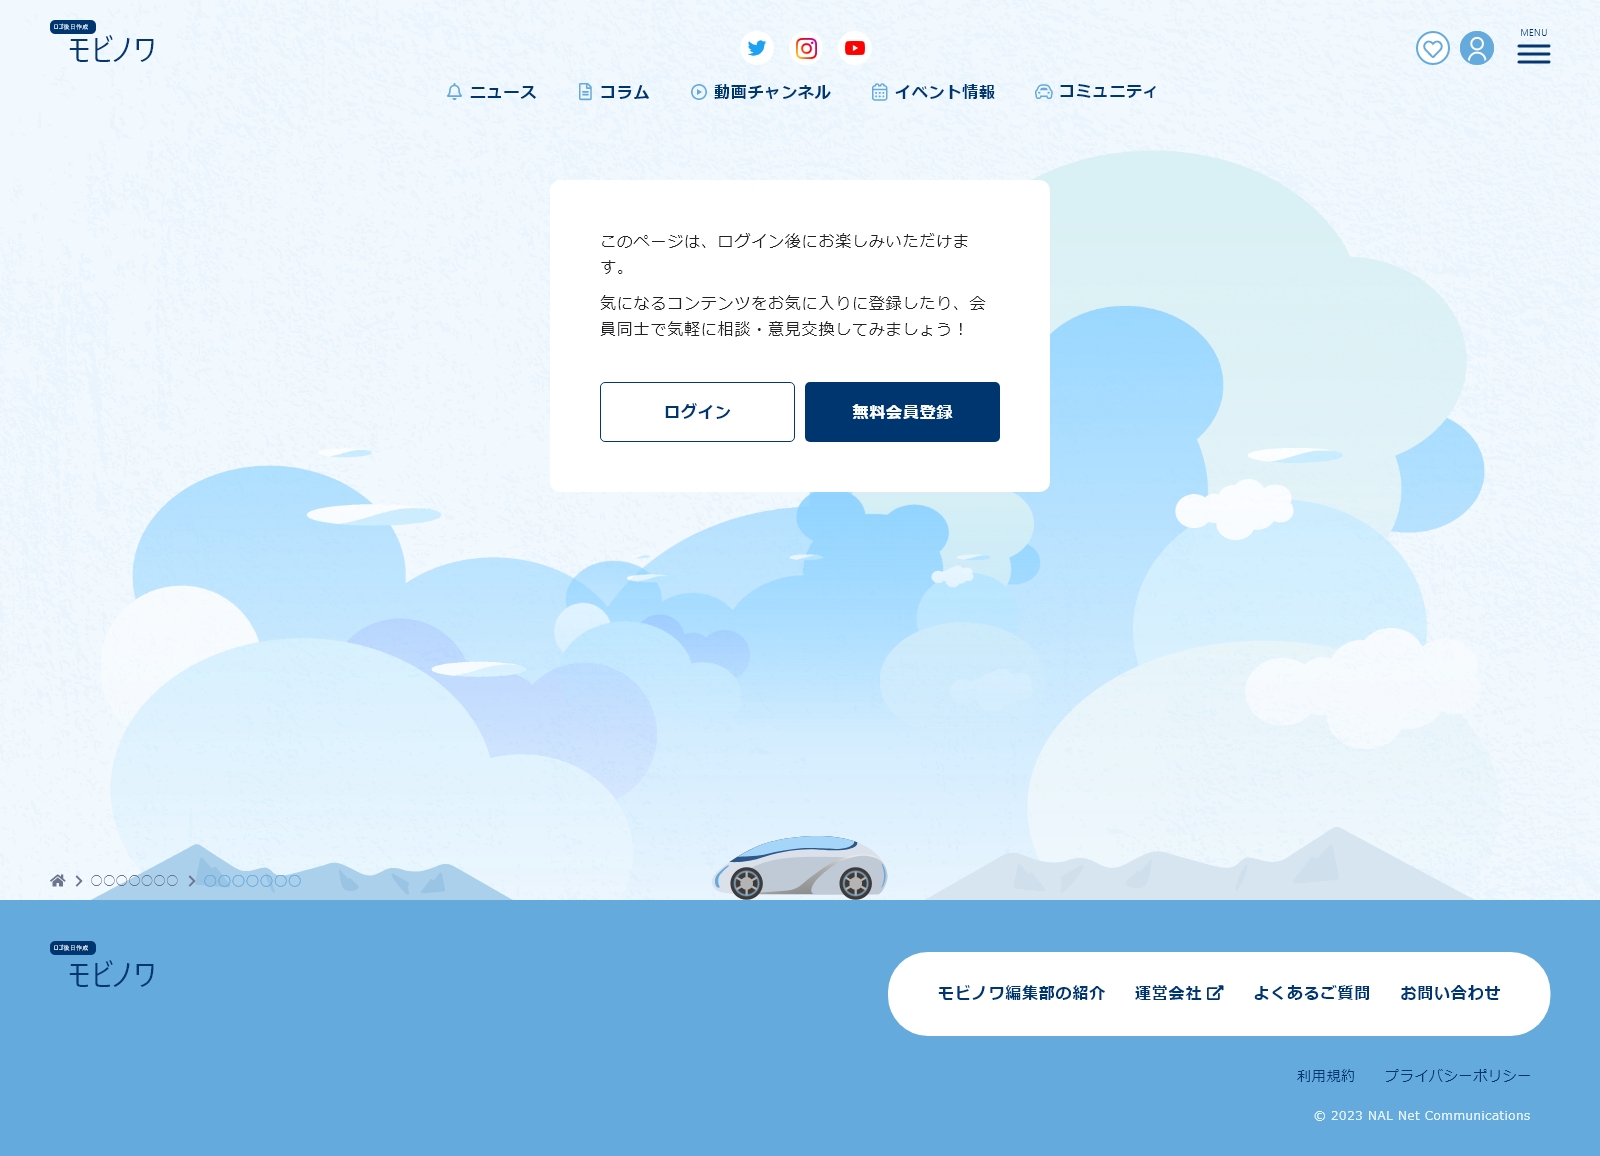 ロゴ後日作成
モビノワ
MENU
ニュース
コラム
動画チャンネル
イベント情報
コミュニティ
このページは、ログイン後にお楽しみいただけま
す。
気になるコンテンツをお気に入りに登録したり、会
員同士で気軽に相談・意見交換してみましょう！
ログイン
無料会員登録
〇〇〇〇〇〇〇
〇〇〇〇〇〇〇
ロゴ後日作成
モビノワ
モビノワ編集部の紹介
運営会社
よくあるご質問
お問い合わせ
利用規約
プライバシーポリシー
© 2023 NAL Net Communications